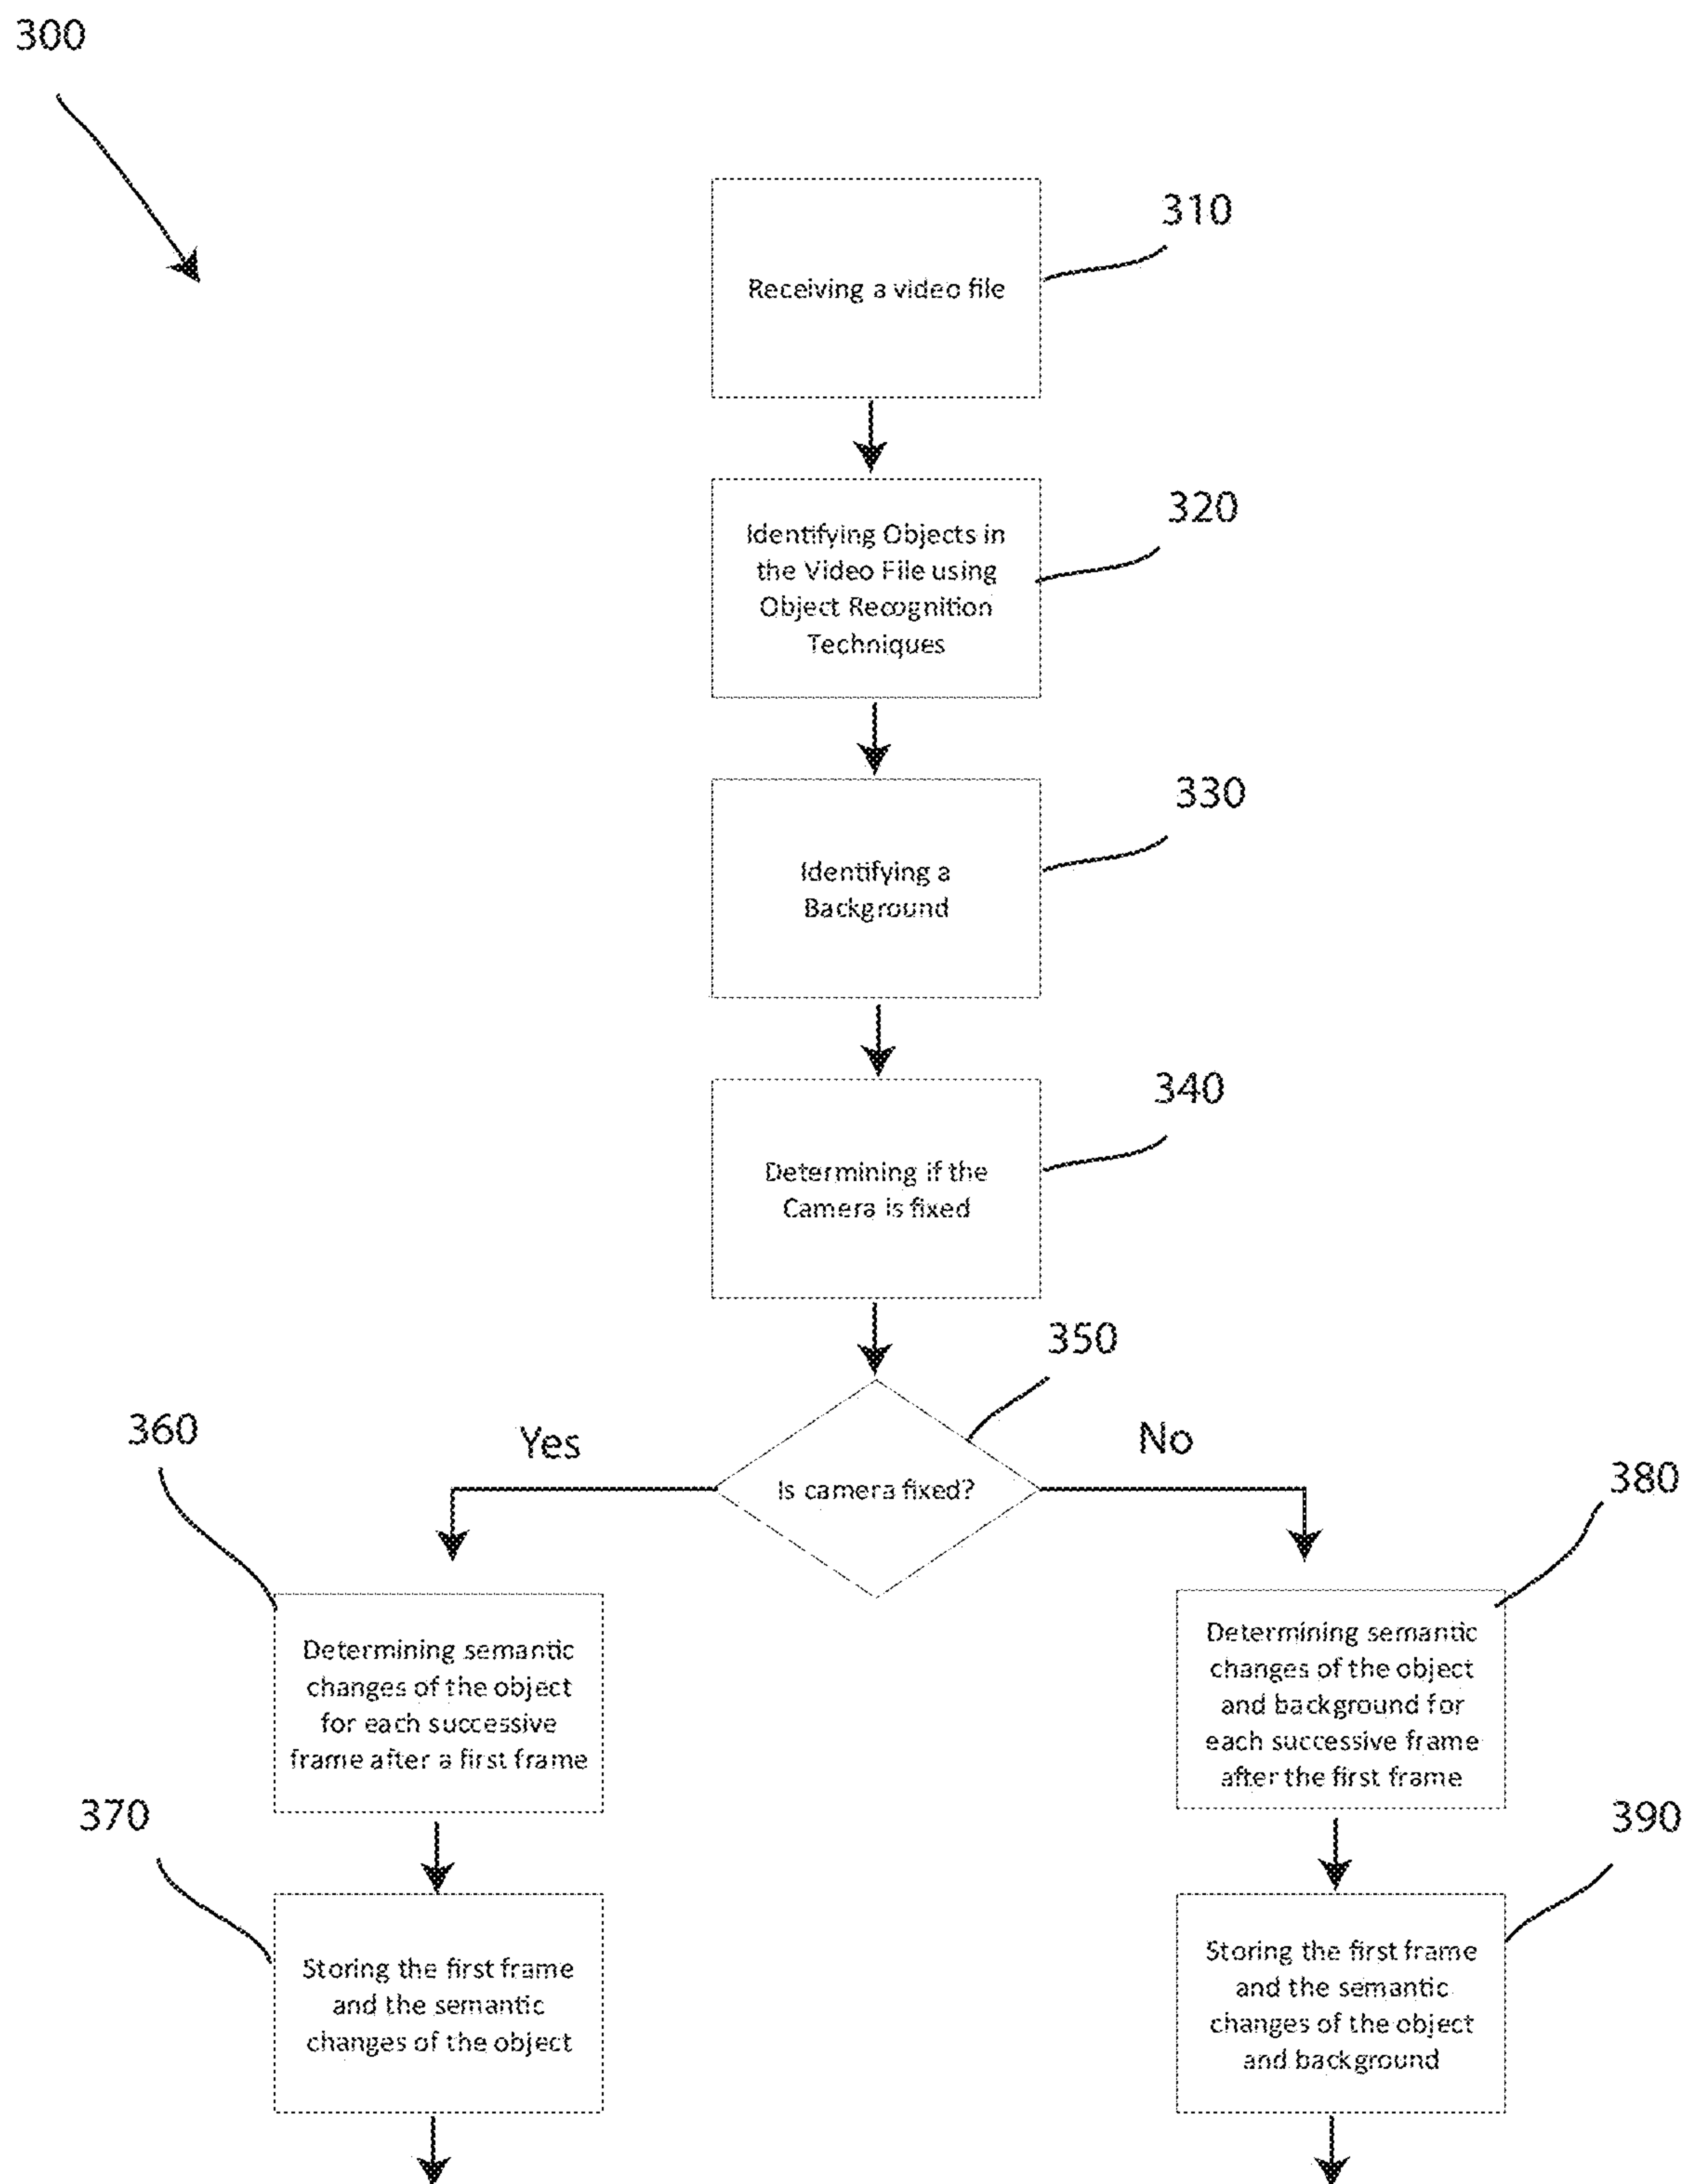 300
310
Receiving a video file
320
Identifying Objects in
the Video File using
Object Recognition
Techniques
330
Identifying a
Background
340
Determining if the
Camera is fixed
350
Yes
No
Is camera fixed?
360
Determining semantic
changes of the object
for each successive
frame after a first frame
380
Determining semantic
changes of the object
and background for
each successive frame
after the first frame
370
Storing the first frame
and the semantic
changes of the object
390
Storing the first frame
and the semantic
changes of the object
and background